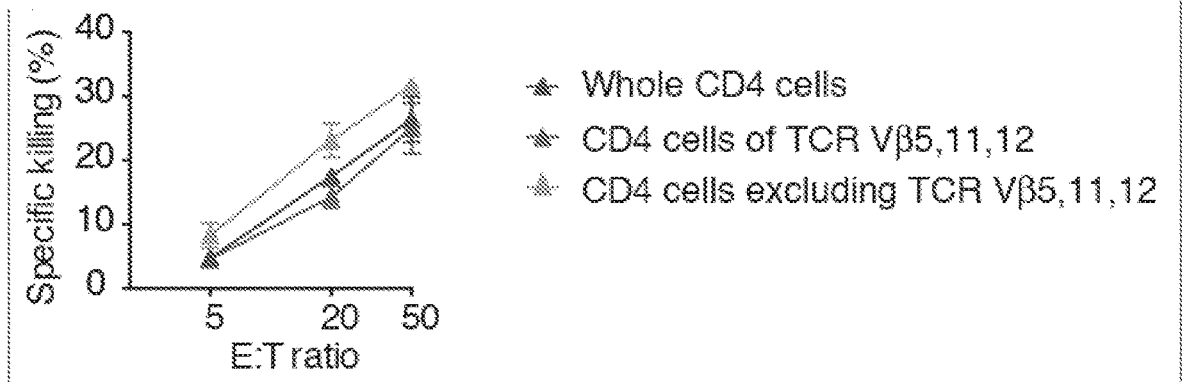 40
30
20
10
0
Specific killing (%)
5 20 50
E:T ratio
Whole CD4 cells
CD4 cells of TCR Vβ5,11,12
CD4 cells excluding TCR Vβ5,11,12